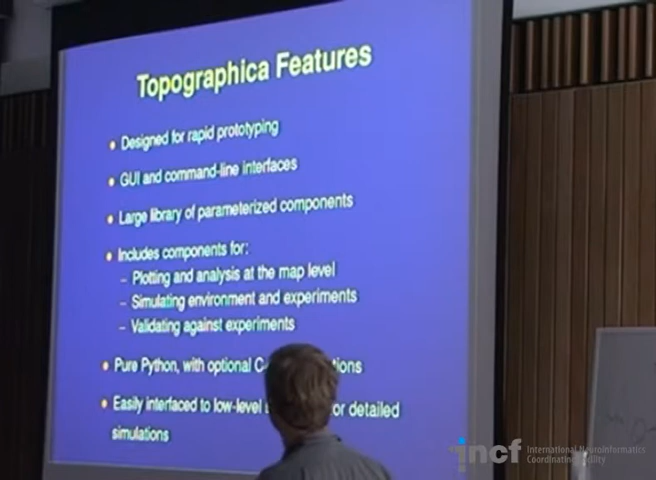 Topographica Features
Designed for rapid prototyping
GUI and command-line interfaces
Large library of parameterized components
Includes components for:
– Plotting and analysis at the map level
– Simulating environment and experiments
– Validating against experiments
Pure Python, with optional C
Easily interfaced to low-level or detailed
simulations
incf International Neuroinformatics
Coordinating Facility